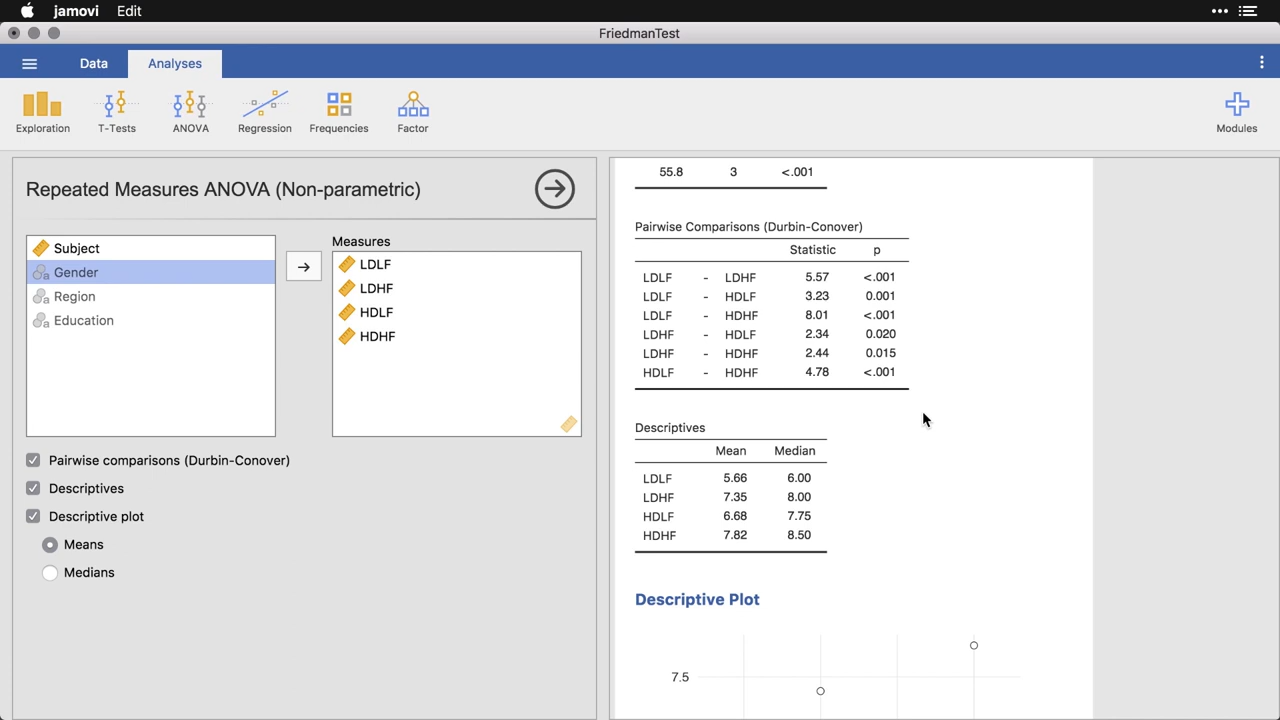 jamovi Edit
FriedmanTest
Data Analyses
Exploration T-Tests ANOVA Regression Frequencies Factor Modules
Repeated Measures ANOVA (Non-parametric)
Subject
Gender
Region
Education
Measures
LDLF
LDHF
HDLF
HDHF
Pairwise comparisons (Durbin-Conover)
Descriptives
Descriptive plot
Means
Medians
55.8 3 <.001
Pairwise Comparisons (Durbin-Conover)
Statistic p
LDLF - LDHF 5.57 <.001
LDLF - HDLF 3.23 0.001
LDLF - HDHF 8.01 <.001
LDHF - HDLF 2.34 0.020
LDHF - HDHF 2.44 0.015
HDLF - HDHF 4.78 <.001
Descriptives
Mean Median
LDLF 5.66 6.00
LDHF 7.35 8.00
HDLF 6.68 7.75
HDHF 7.82 8.50
Descriptive Plot
7.5